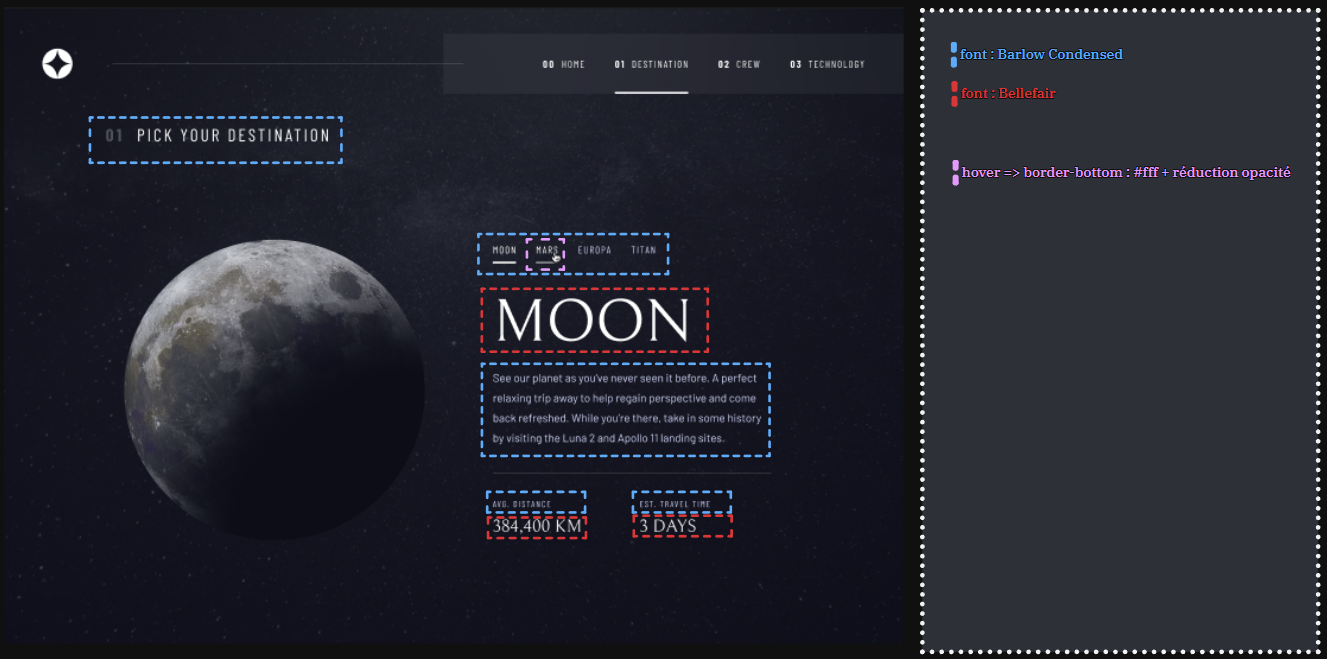 00 HOME 01 DESTINATION 02 CREW 03 TECHNOLOGY
01 PICK YOUR DESTINATION
MOON MARS EUROPA TITAN
MOON
See our planet as you've never seen it before. A perfect
relaxing trip away to help regain perspective and come
back refreshed. While you're there, take in some history
by visiting the Luna 2 and Apollo 11 landing sites.
AVG. DISTANCE
384,400 KM
EST. TRAVEL TIME
3 DAYS
font : Barlow Condensed
font : Bellefair
hover => border-bottom : #fff + réduction opacité